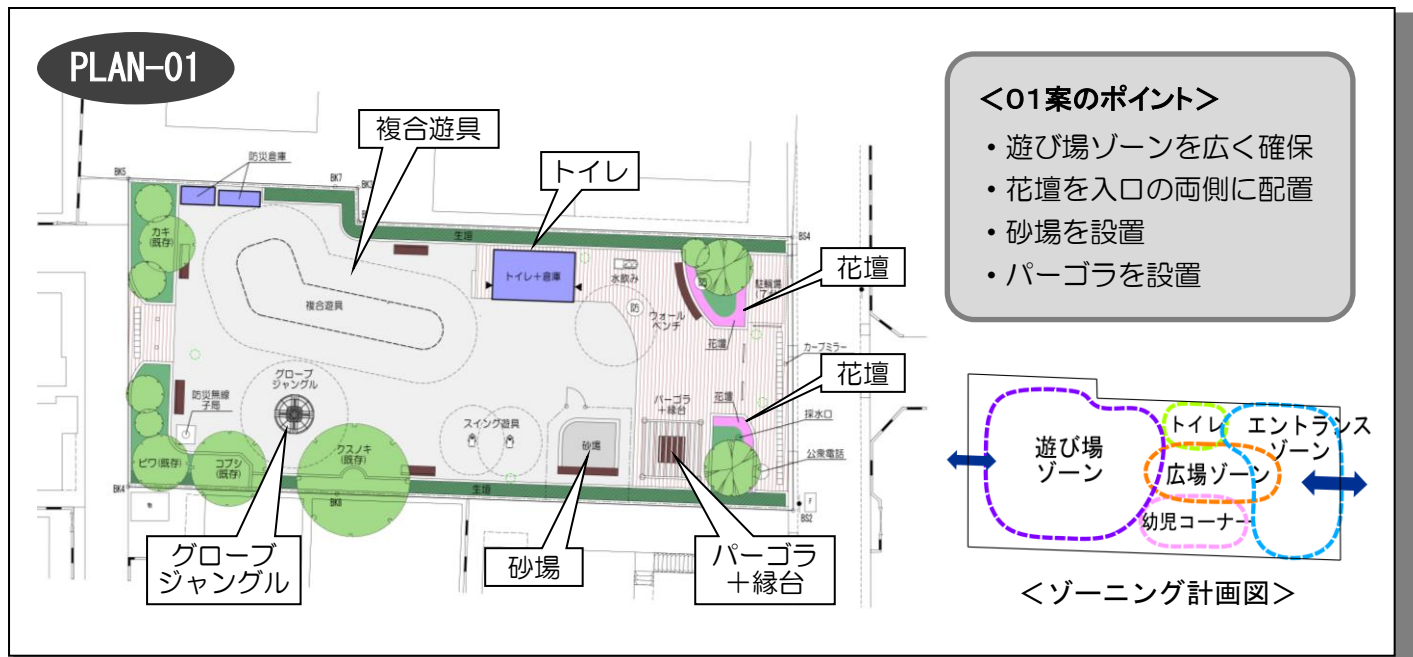 PLAN-01
複合遊具
トイレ
花壇
花壇
グローブ
ジャングル
砂場
パーゴラ
＋縁台
BK5
防災倉庫
BK7
カキ
(既存)
生垣
BS4
トイレ＋倉庫
水飲み
駐輪場
ウォール
ベンチ
花壇
カーブミラー
複合遊具
グローブ
ジャングル
防災無線
子局
スイング遊具
パーゴラ
＋縁台
花壇
採水口
砂場
公衆電話
ビワ(既存)
コブシ
(既存)
クスノキ
(既存)
BK4
BK8
生垣
BS2
＜01案のポイント＞
・遊び場ゾーンを広く確保
・花壇を入口の両側に配置
・砂場を設置
・パーゴラを設置
遊び場
ゾーン
トイレ
エントランス
ゾーン
広場ゾーン
幼児コーナー
＜ゾーニング計画図＞